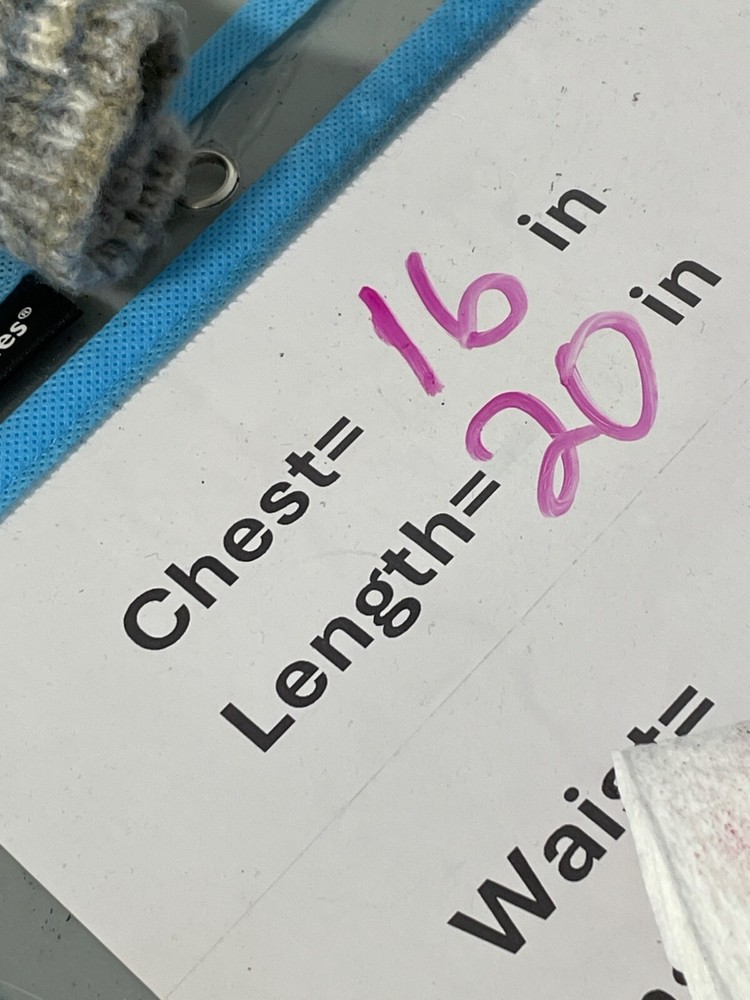 Chest= 16 in
Length= 20 in